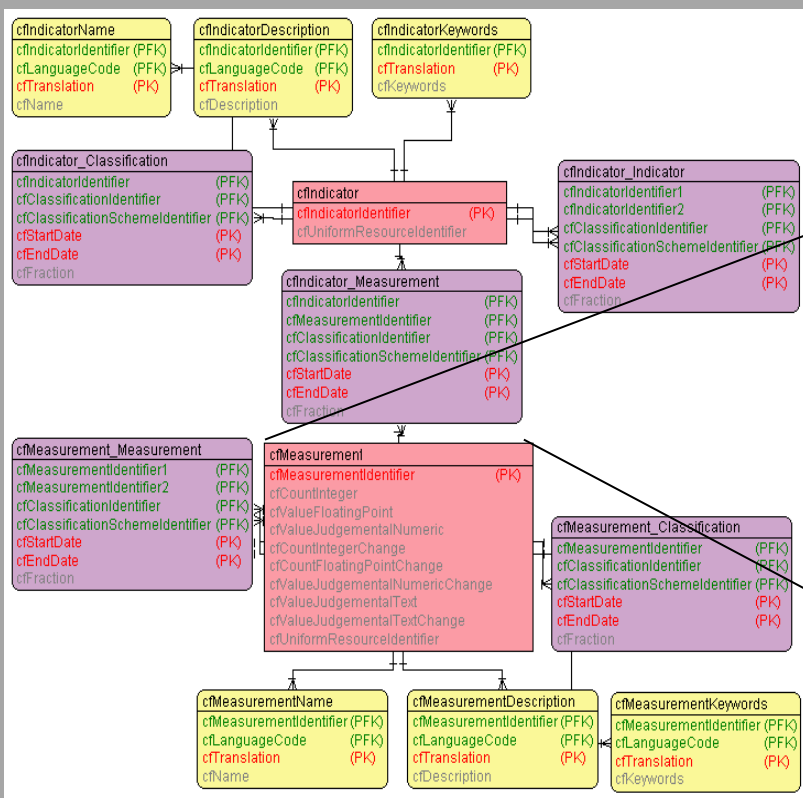 cfIndicatorName
cfIndicatorIdentifier (PFK)
cfLanguageCode (PFK)
cfTranslation (PK)
cfName
cfIndicatorDescription
cfIndicatorIdentifier (PFK)
cfLanguageCode (PFK)
cfTranslation (PK)
cfDescription
cfIndicatorKeywords
cfIndicatorIdentifier (PFK)
cfTranslation (PK)
cfKeywords
cfIndicator_Classification
cfIndicatorIdentifier (PFK)
cfClassificationIdentifier (PFK)
cfClassificationSchemeIdentifier (PFK)
cfStartDate (PK)
cfEndDate (PK)
cfFraction
cfIndicator
cfIndicatorIdentifier (PK)
cfUniformResourceIdentifier
cfIndicator_Indicator
cfIndicatorIdentifier1 (PFK)
cfIndicatorIdentifier2 (PFK)
cfClassificationIdentifier (PFK)
cfClassificationSchemeIdentifier (PFK)
cfStartDate (PK)
cfEndDate (PK)
cfFraction
cfIndicator_Measurement
cfIndicatorIdentifier (PFK)
cfMeasurementIdentifier (PFK)
cfClassificationIdentifier (PFK)
cfClassificationSchemeIdentifier (PFK)
cfStartDate (PK)
cfEndDate (PK)
cfFraction
cfMeasurement_Measurement
cfMeasurementIdentifier1 (PFK)
cfMeasurementIdentifier2 (PFK)
cfClassificationIdentifier (PFK)
cfClassificationSchemeIdentifier (PFK)
cfStartDate (PK)
cfEndDate (PK)
cfFraction
cfMeasurement
cfMeasurementIdentifier (PK)
cfCountInteger
cfValueFloatingPoint
cfValueJudgementalNumeric
cfCountIntegerChange
cfCountFloatingPointChange
cfValueJudgementalNumericChange
cfValueJudgementalText
cfValueJudgementalTextChange
cfUniformResourceIdentifier
cfMeasurement_Classification
cfMeasurementIdentifier (PFK)
cfClassificationIdentifier (PFK)
cfClassificationSchemeIdentifier (PFK)
cfStartDate (PK)
cfEndDate (PK)
cfFraction
cfMeasurementName
cfMeasurementIdentifier (PFK)
cfLanguageCode (PFK)
cfTranslation (PK)
cfName
cfMeasurementDescription
cfMeasurementIdentifier (PFK)
cfLanguageCode (PFK)
cfTranslation (PK)
cfDescription
cfMeasurementKeywords
cfMeasurementIdentifier (PFK)
cfLanguageCode (PFK)
cfTranslation (PK)
cfKeywords